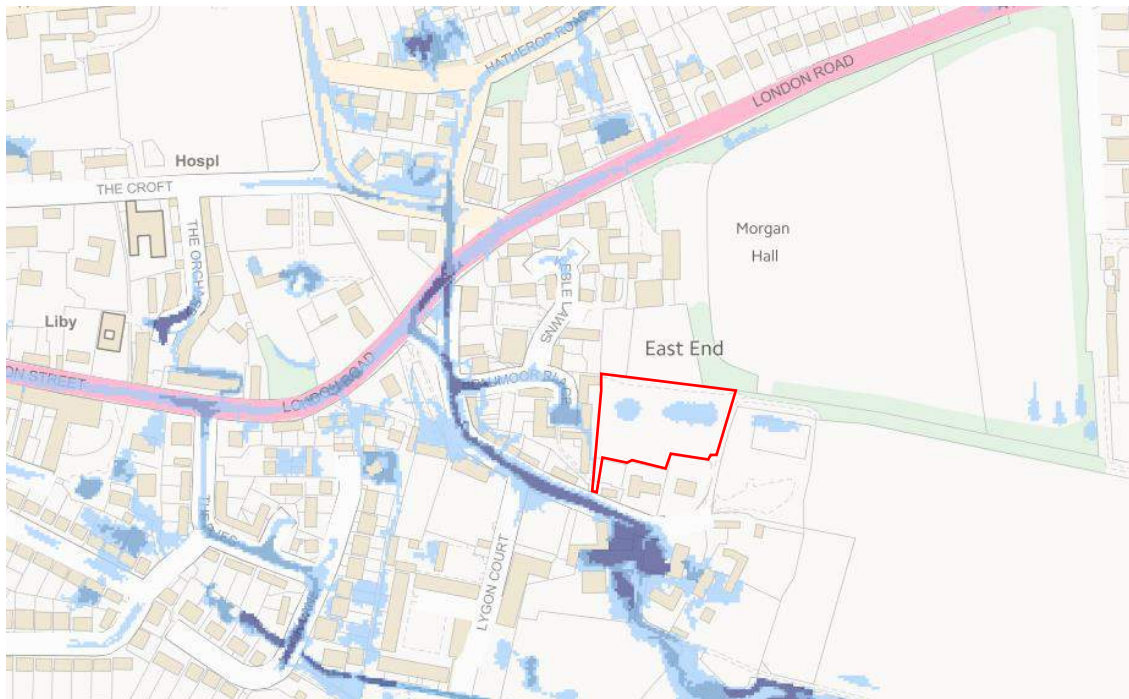 HATHEROP ROAD
LONDON ROAD
Hospl
THE CROFT
THE ORCHARD
Morgan
Hall
Liby
East End
LONDON ROAD
ON STREET
LYGON COURT